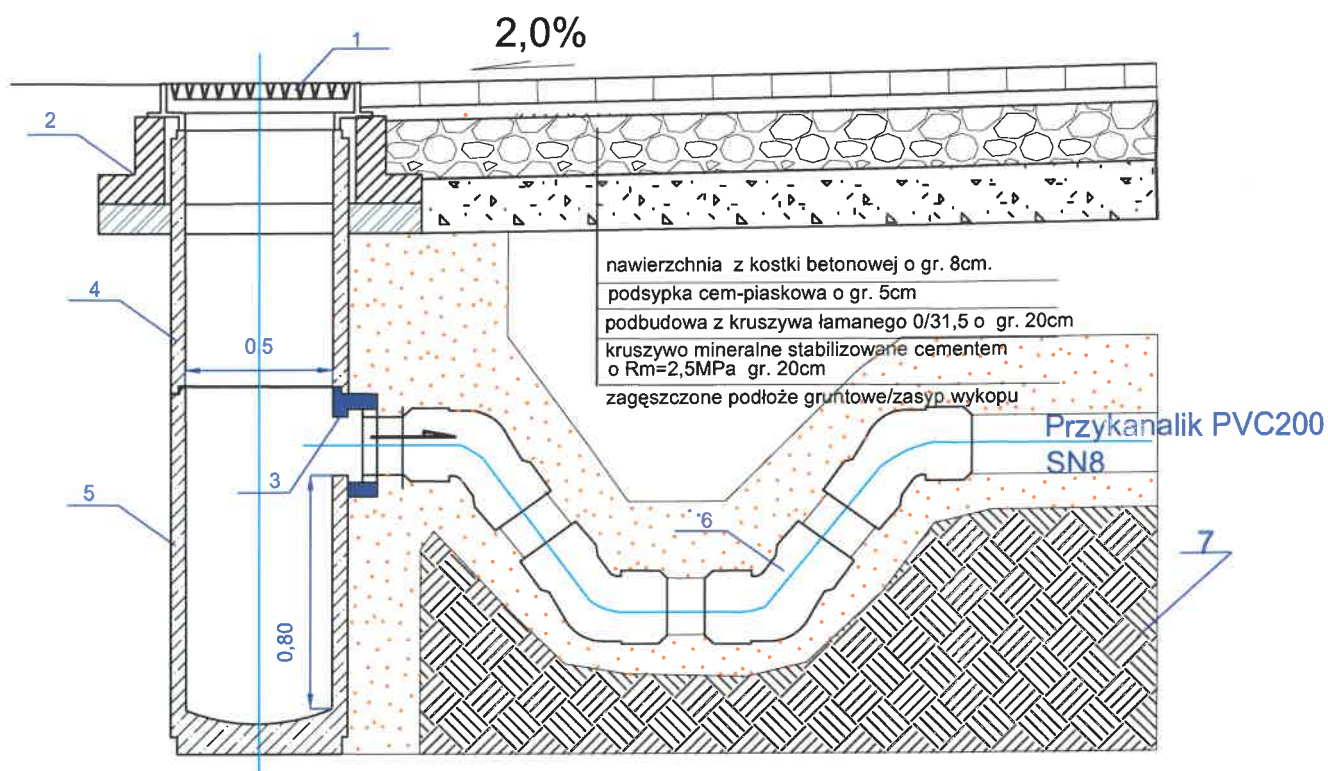 2,0%
1
2
nawierzchnia z kostki betonowej o gr. 8cm.
podsypka cem-piaskowa o gr. 5cm
podbudowa z kruszywa łamanego 0/31,5 o gr. 20cm
kruszywo mineralne stabilizowane cementem
o Rm=2,5MPa gr. 20cm
zagęszczone podłoże gruntowe/zasyp wykopu
4
0,5
Przykanalik PVC200
SN8
3
5
6
7
0,80